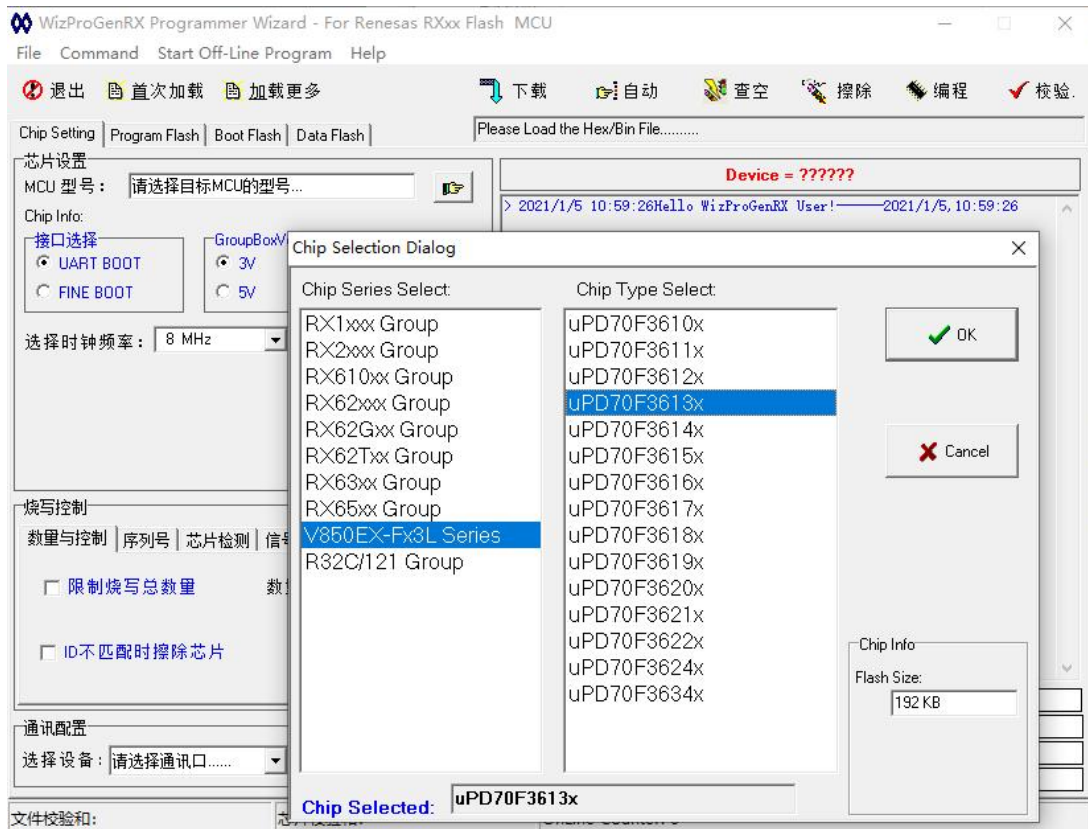 WizProGenRX Programmer Wizard - For Renesas RXxx Flash MCU
File Command Start Off-Line Program Help
退出 首次加载 加载更多 下载 自动 查空 擦除 编程 校验.
Chip Setting Program Flash Boot Flash Data Flash
Please Load the Hex/Bin File..........
芯片设置
MCU 型号： 请选择目标MCU的型号...
Device = ??????
Chip Info:
> 2021/1/5 10:59:26Hello WizProGenRX User!————2021/1/5,10:59:26
接口选择
UART BOOT
FINE BOOT
GroupBoxV
3V
5V
选择时钟频率： 8 MHz
烧写控制
数量与控制 序列号 芯片检测
限制烧写总数量
ID不匹配时擦除芯片
通讯配置
选择设备： 请选择通讯口......
文件校验和:
Chip Selection Dialog
Chip Series Select:
RX1xxx Group
RX2xxx Group
RX610xx Group
RX62xxx Group
RX62Gxx Group
RX62Txx Group
RX63xx Group
RX65xx Group
V850EX-Fx3L Series
R32C/121 Group
Chip Type Select:
uPD70F3610x
uPD70F3611x
uPD70F3612x
uPD70F3613x
uPD70F3614x
uPD70F3615x
uPD70F3616x
uPD70F3617x
uPD70F3618x
uPD70F3619x
uPD70F3620x
uPD70F3621x
uPD70F3622x
uPD70F3624x
uPD70F3634x
OK
Cancel
Chip Info
Flash Size:
192 KB
Chip Selected: uPD70F3613x